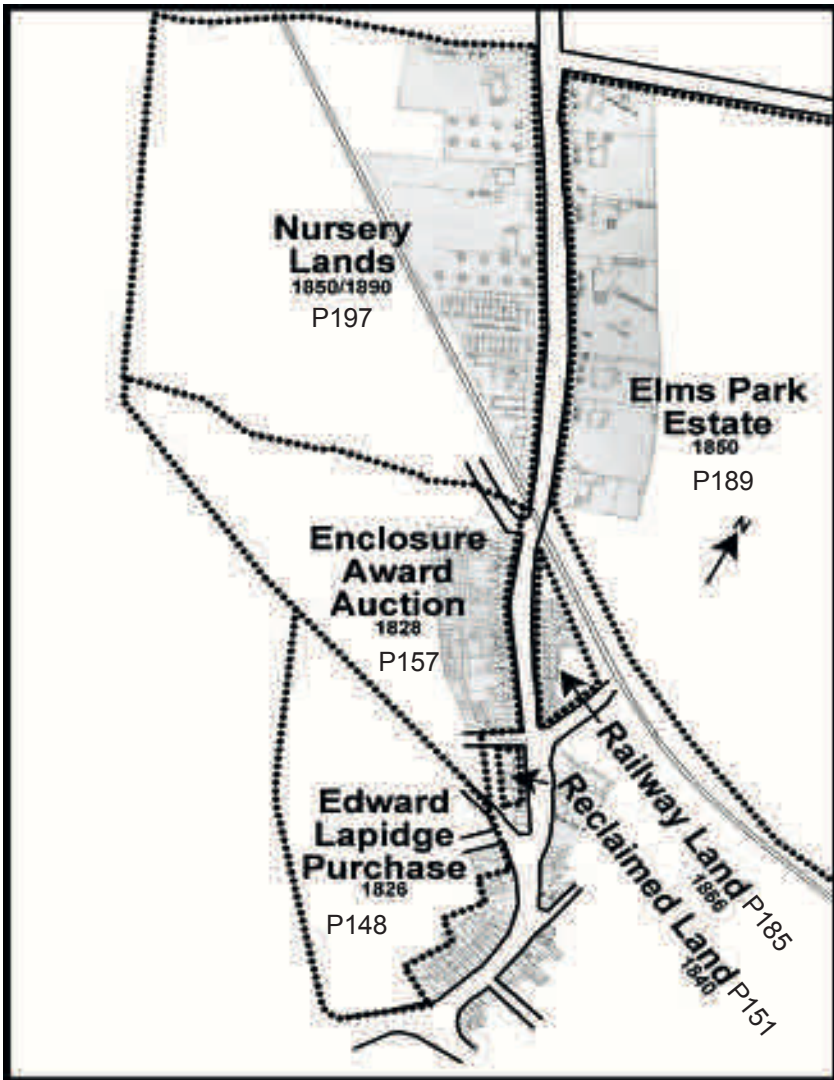 Nursery
Lands
1850/1890
P197
Elms Park
Estate
1850
P189
N
Enclosure
Award
Auction
1828
P157
Railway Land P185
1866
Reclaimed Land P151
1840
Edward
Lapidge
Purchase
1826
P148